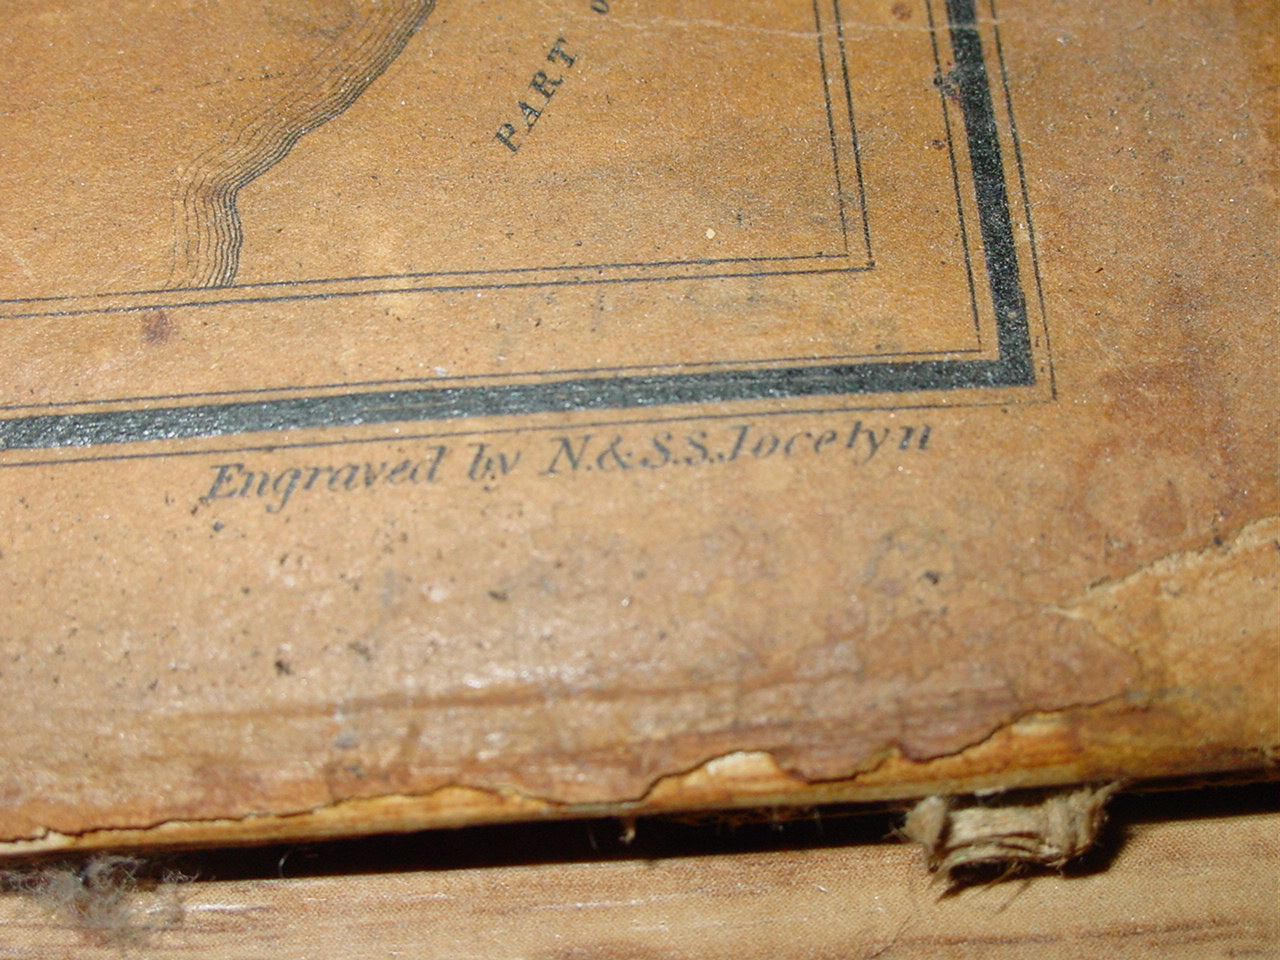 PART
Engraved by N. & S.S. Jocelyn